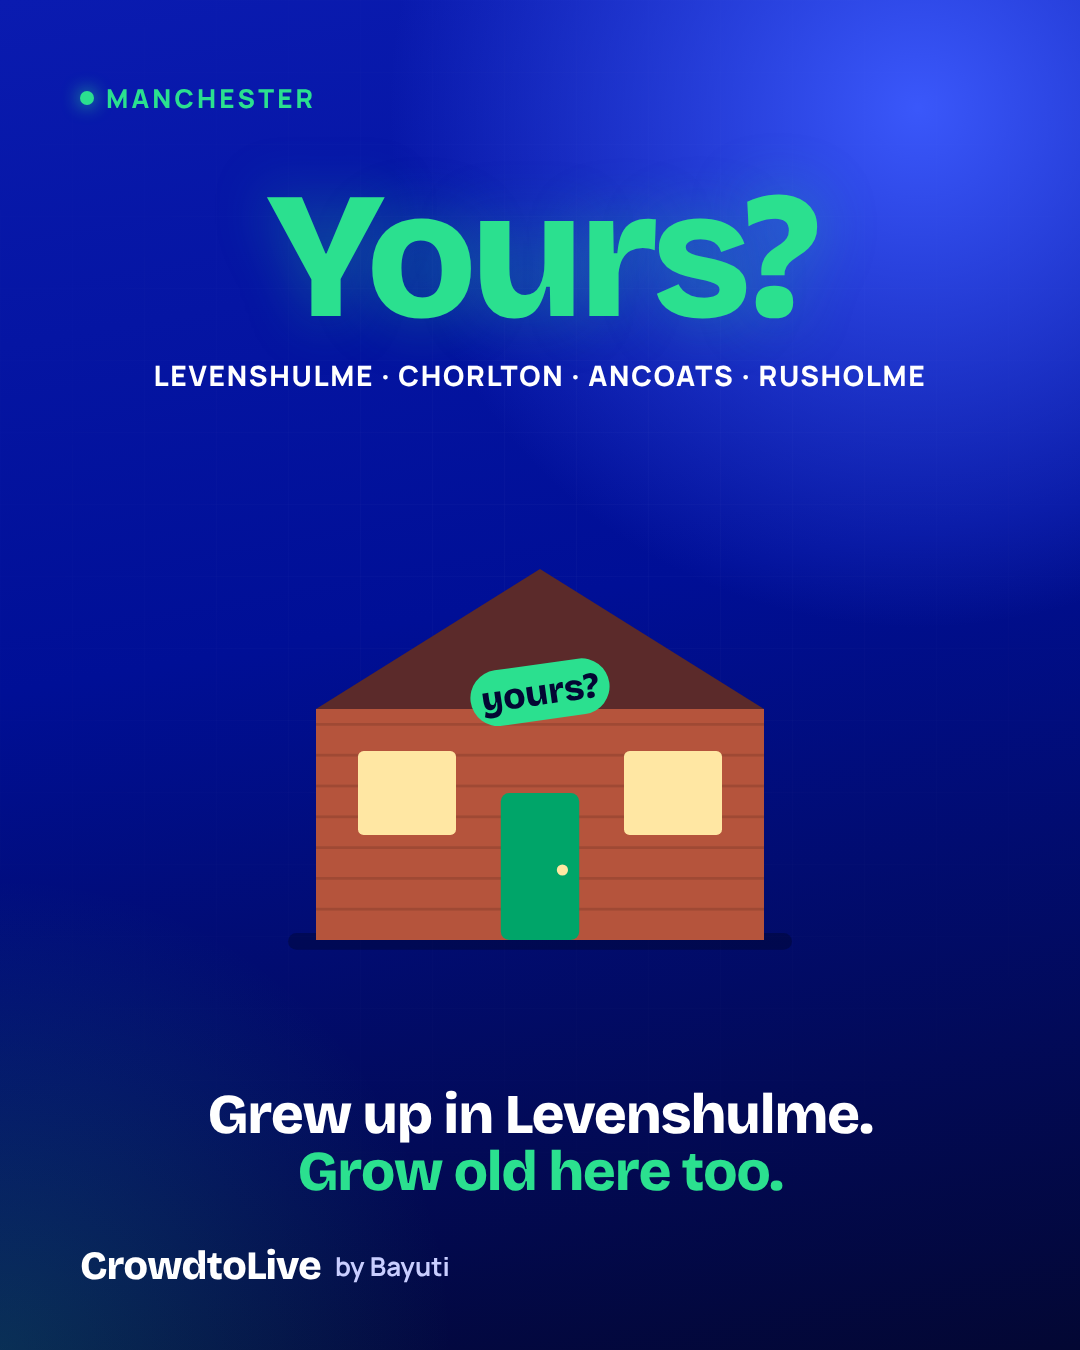 MANCHESTER
Yours?
LEVENSHULME · CHORLTON · ANCOATS · RUSHOLME
yours?
Grew up in Levenshulme.
Grow old here too.
CrowdtoLive by Bayuti